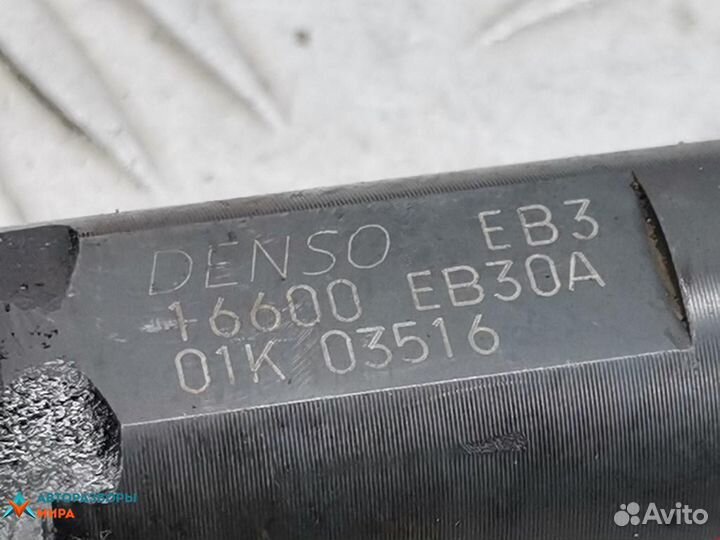 DENSO EB3
16600 EB30A
01K 03516
АВТОРАЗБОРЫ
МИРА
Avito